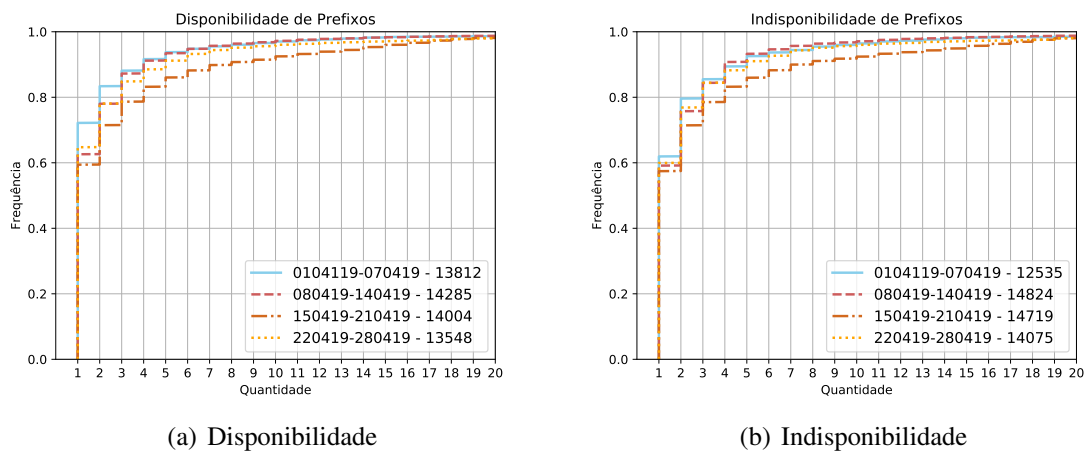 Disponibilidade de Prefixos
1.0
0.8
0.6
0.4
0.2
0.0
Frequência
0104119-070419 - 13812
080419-140419 - 14285
150419-210419 - 14004
220419-280419 - 13548
1 2 3 4 5 6 7 8 9 10 11 12 13 14 15 16 17 18 19 20
Quantidade
(a) Disponibilidade
Indisponibilidade de Prefixos
1.0
0.8
0.6
0.4
0.2
0.0
Frequência
0104119-070419 - 12535
080419-140419 - 14824
150419-210419 - 14719
220419-280419 - 14075
1 2 3 4 5 6 7 8 9 10 11 12 13 14 15 16 17 18 19 20
Quantidade
(b) Indisponibilidade